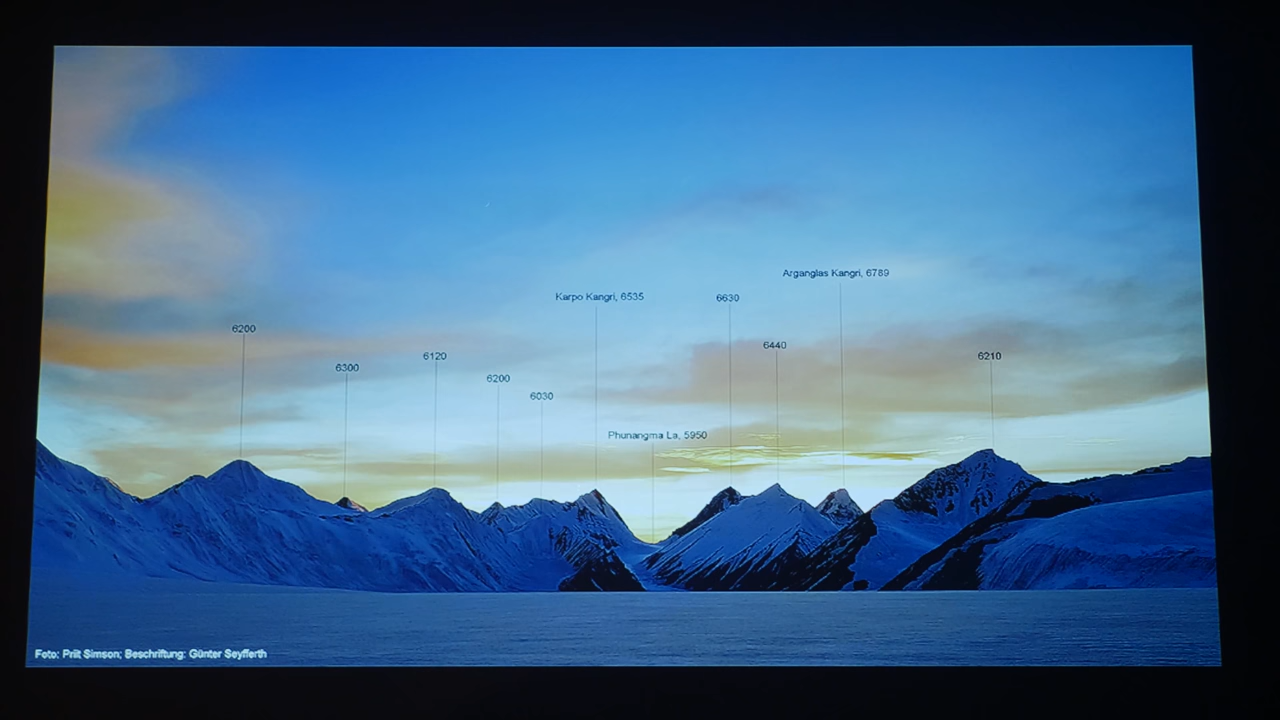 Arganglas Kangri, 6789
Karpo Kangri, 6535
6630
6200
6440
6120
6210
6300
6200
6030
Phunangma La, 5950
Foto: Priit Simson; Beschriftung: Günter Seyfferth